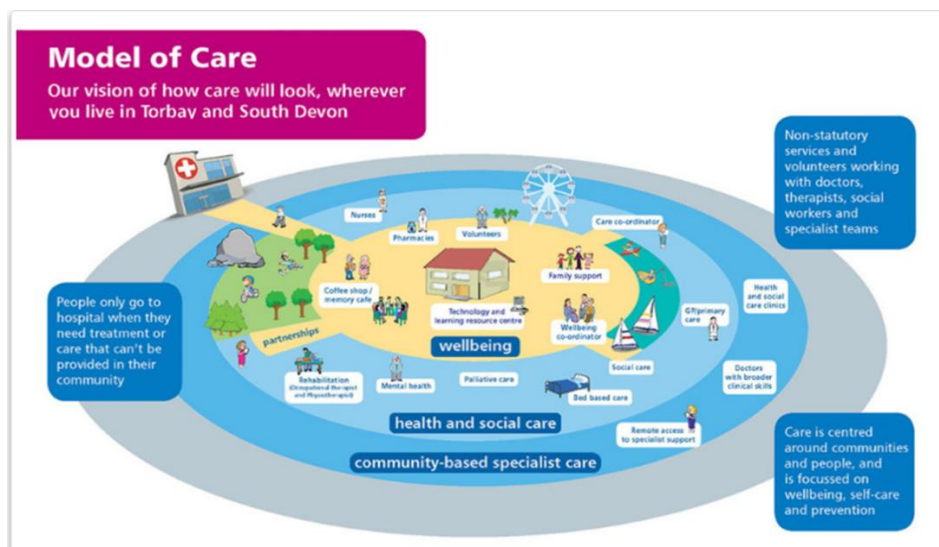 Model of Care
Our vision of how care will look, wherever
you live in Torbay and South Devon
Non-statutory
services and
volunteers working
with doctors,
therapists, social
workers and
specialist teams
Nurses
Pharmacies
Volunteers
Care co-ordinator
Coffee shop /
memory cafe
Family support
Technology and
learning resource centre
Wellbeing
co-ordinator
GP/primary
care
Health
and social
care clinics
People only go to
hospital when they
need treatment or
care that can't be
provided in their
community
partnerships
wellbeing
Rehabilitation
(Occupational Therapist
and Physiotherapist)
Mental health
Palliative care
Bed based care
Social care
Doctors
with broader
clinical skills
health and social care
Remote access
to specialist support
community-based specialist care
Care is centred
around communities
and people, and
is focussed on
wellbeing, self-care
and prevention